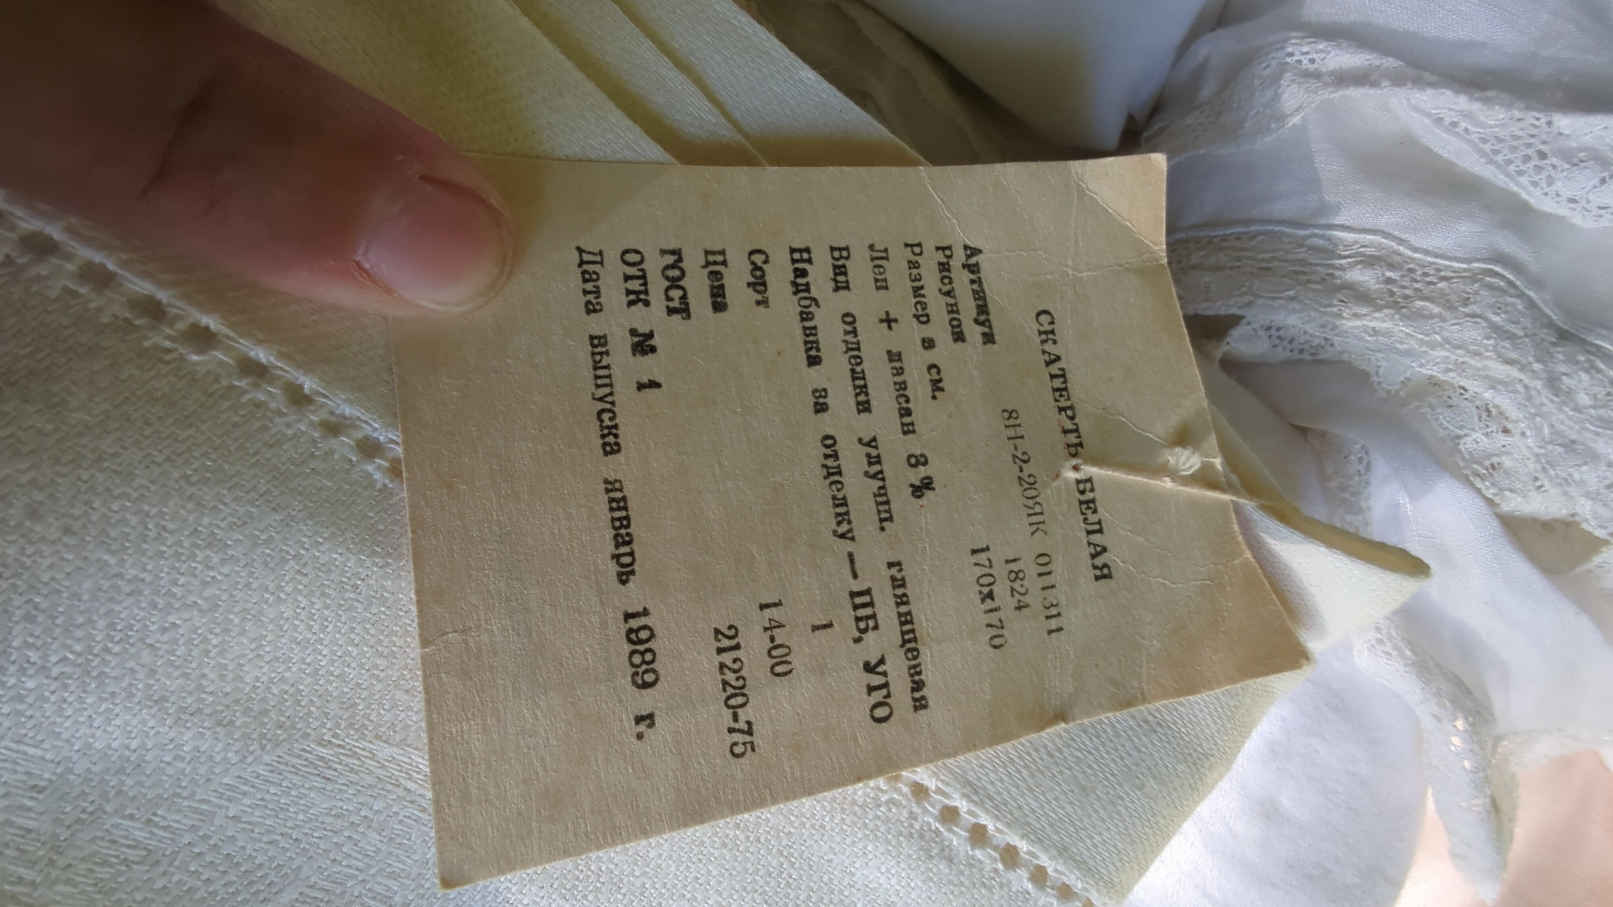 СКАТЕРТЬ БЕЛАЯ
Артикул 8Н-2-20ЯК 011311
Рисунок 1824
Размер в см. 170х170
Лен + лавсан 8%
Вид отделки улучш. глянцевая
Надбавка за отделку — ПБ, УГО
Сорт 1
Цена 14-00
ГОСТ 21220-75
ОТК № 1
Дата выпуска январь 1989 г.